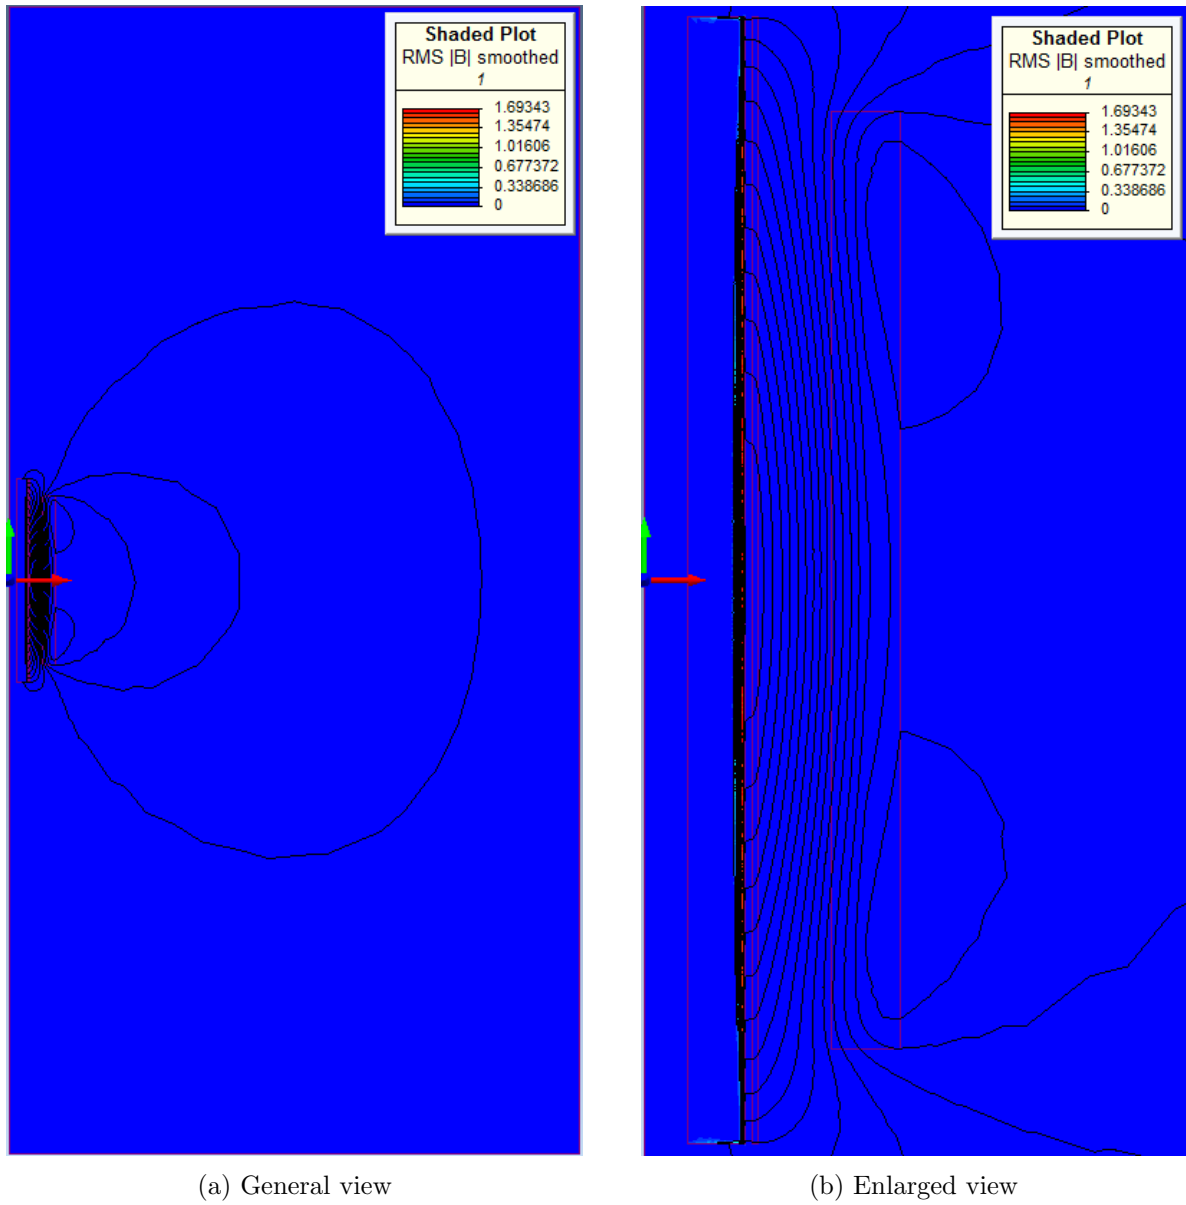 Shaded Plot
RMS |B| smoothed
1
1.69343
1.35474
1.01606
0.677372
0.338686
0
Shaded Plot
RMS |B| smoothed
1
1.69343
1.35474
1.01606
0.677372
0.338686
0
(a) General view
(b) Enlarged view